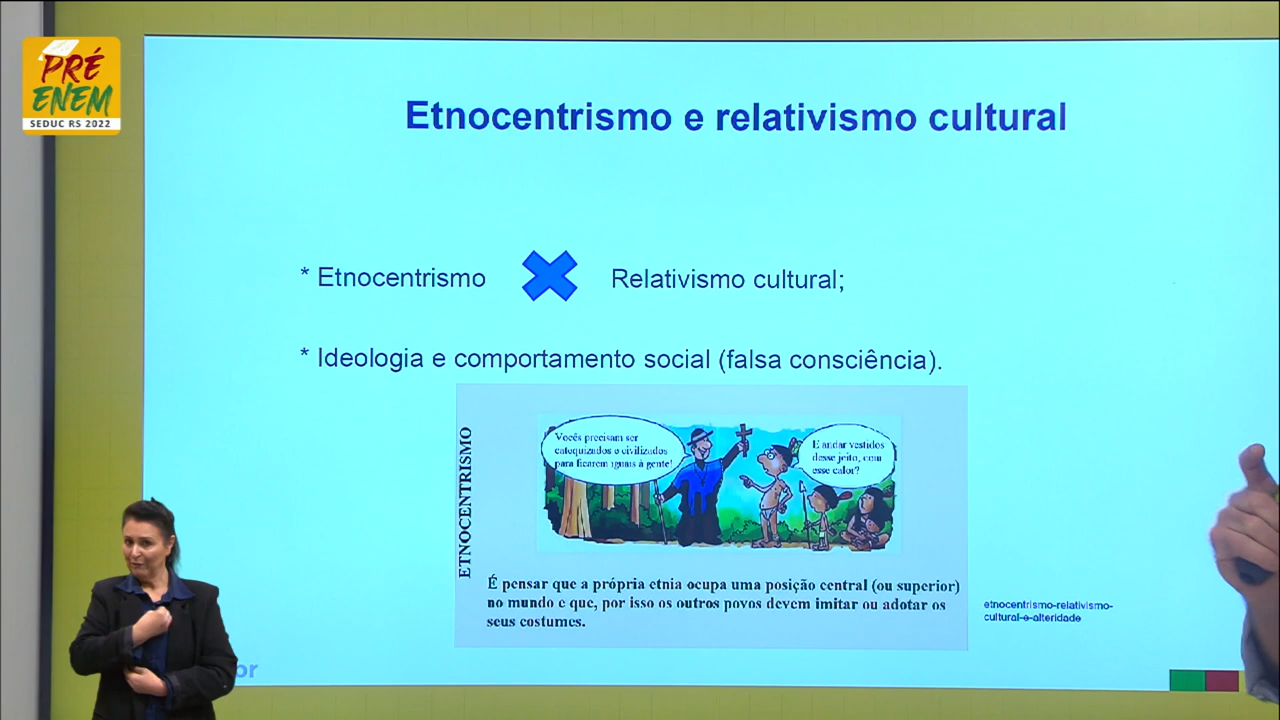 PRÉ
ENEM
SEDUC RS 2022
Etnocentrismo e relativismo cultural
* Etnocentrismo
Relativismo cultural;
* Ideologia e comportamento social (falsa consciência).
ETNOCENTRISMO
Vocês precisam ser
catequizados e civilizados
para ficarem iguais à gente!
E andar vestidos
desse jeito, com
esse calor?
É pensar que a própria etnia ocupa uma posição central (ou superior)
no mundo e que, por isso os outros povos devem imitar ou adotar os
seus costumes.
etnocentrismo-relativismo-
cultural-e-alteridade